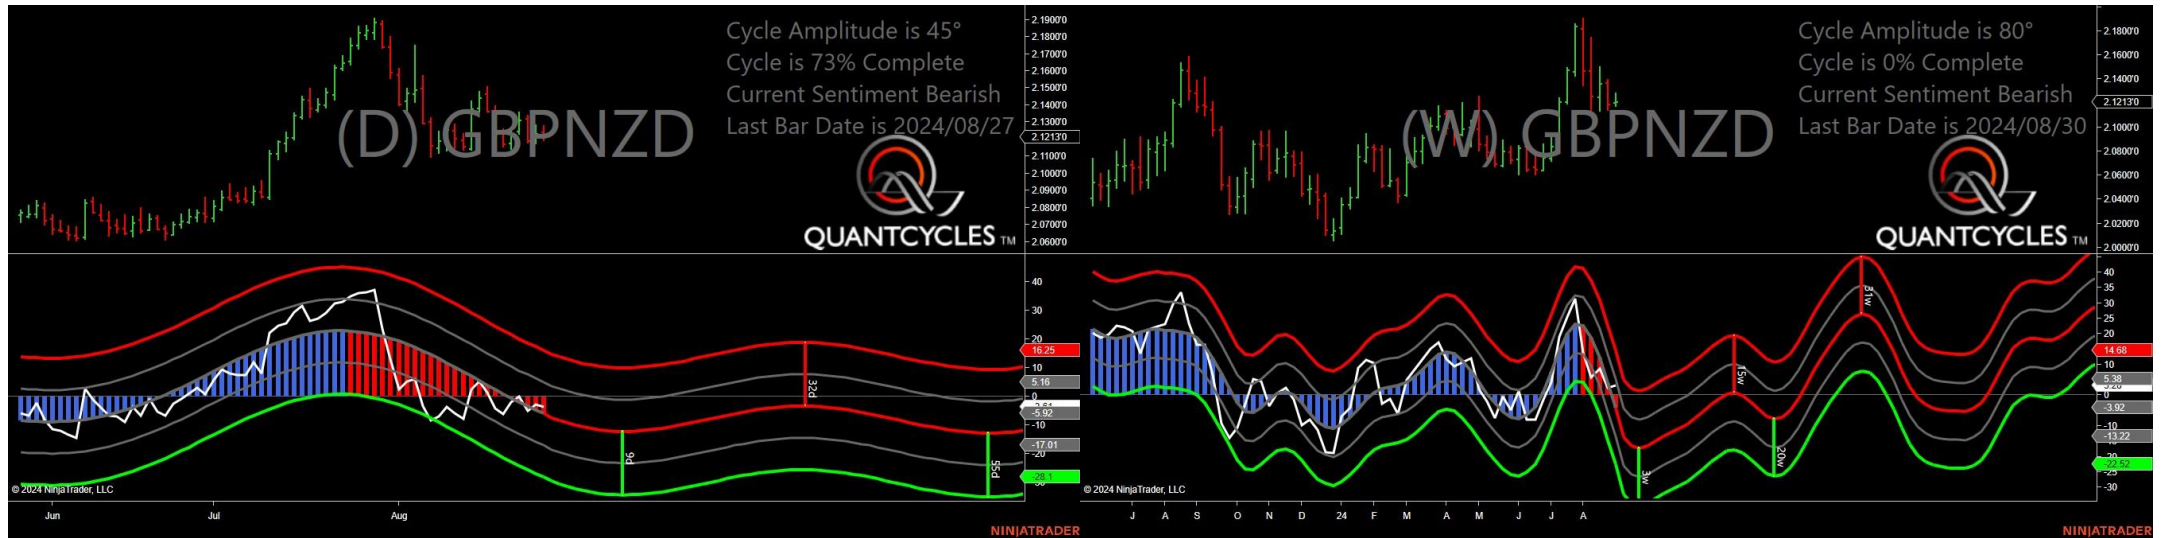 Cycle Amplitude is 45°
Cycle is 73% Complete
Current Sentiment Bearish
Last Bar Date is 2024/08/27
(D) GBPNZD
QUANTCYCLES TM
2.1900'0
2.1800'0
2.1700'0
2.1600'0
2.1500'0
2.1400'0
2.1300'0
2.1213'0
2.1100'0
2.1000'0
2.0900'0
2.0800'0
2.0700'0
2.0600'0
40
30
20
16.25
10
5.16
0
-5.92
-10
-17.01
-20
-28.1
32d
9d
55d
© 2024 NinjaTrader, LLC
Jun Jul Aug
NINJATRADER
Cycle Amplitude is 80°
Cycle is 0% Complete
Current Sentiment Bearish
Last Bar Date is 2024/08/30
(W) GBPNZD
QUANTCYCLES TM
2.1800'0
2.1600'0
2.1400'0
2.1213'0
2.1000'0
2.0800'0
2.0600'0
2.0400'0
2.0200'0
2.0000'0
40
35
30
25
20
14.68
10
5.38
0
-3.92
-10
-13.22
-22.52
-30
31w
15w
20w
3w
© 2024 NinjaTrader, LLC
J A S O N D 24 F M A M J J A
NINJATRADER